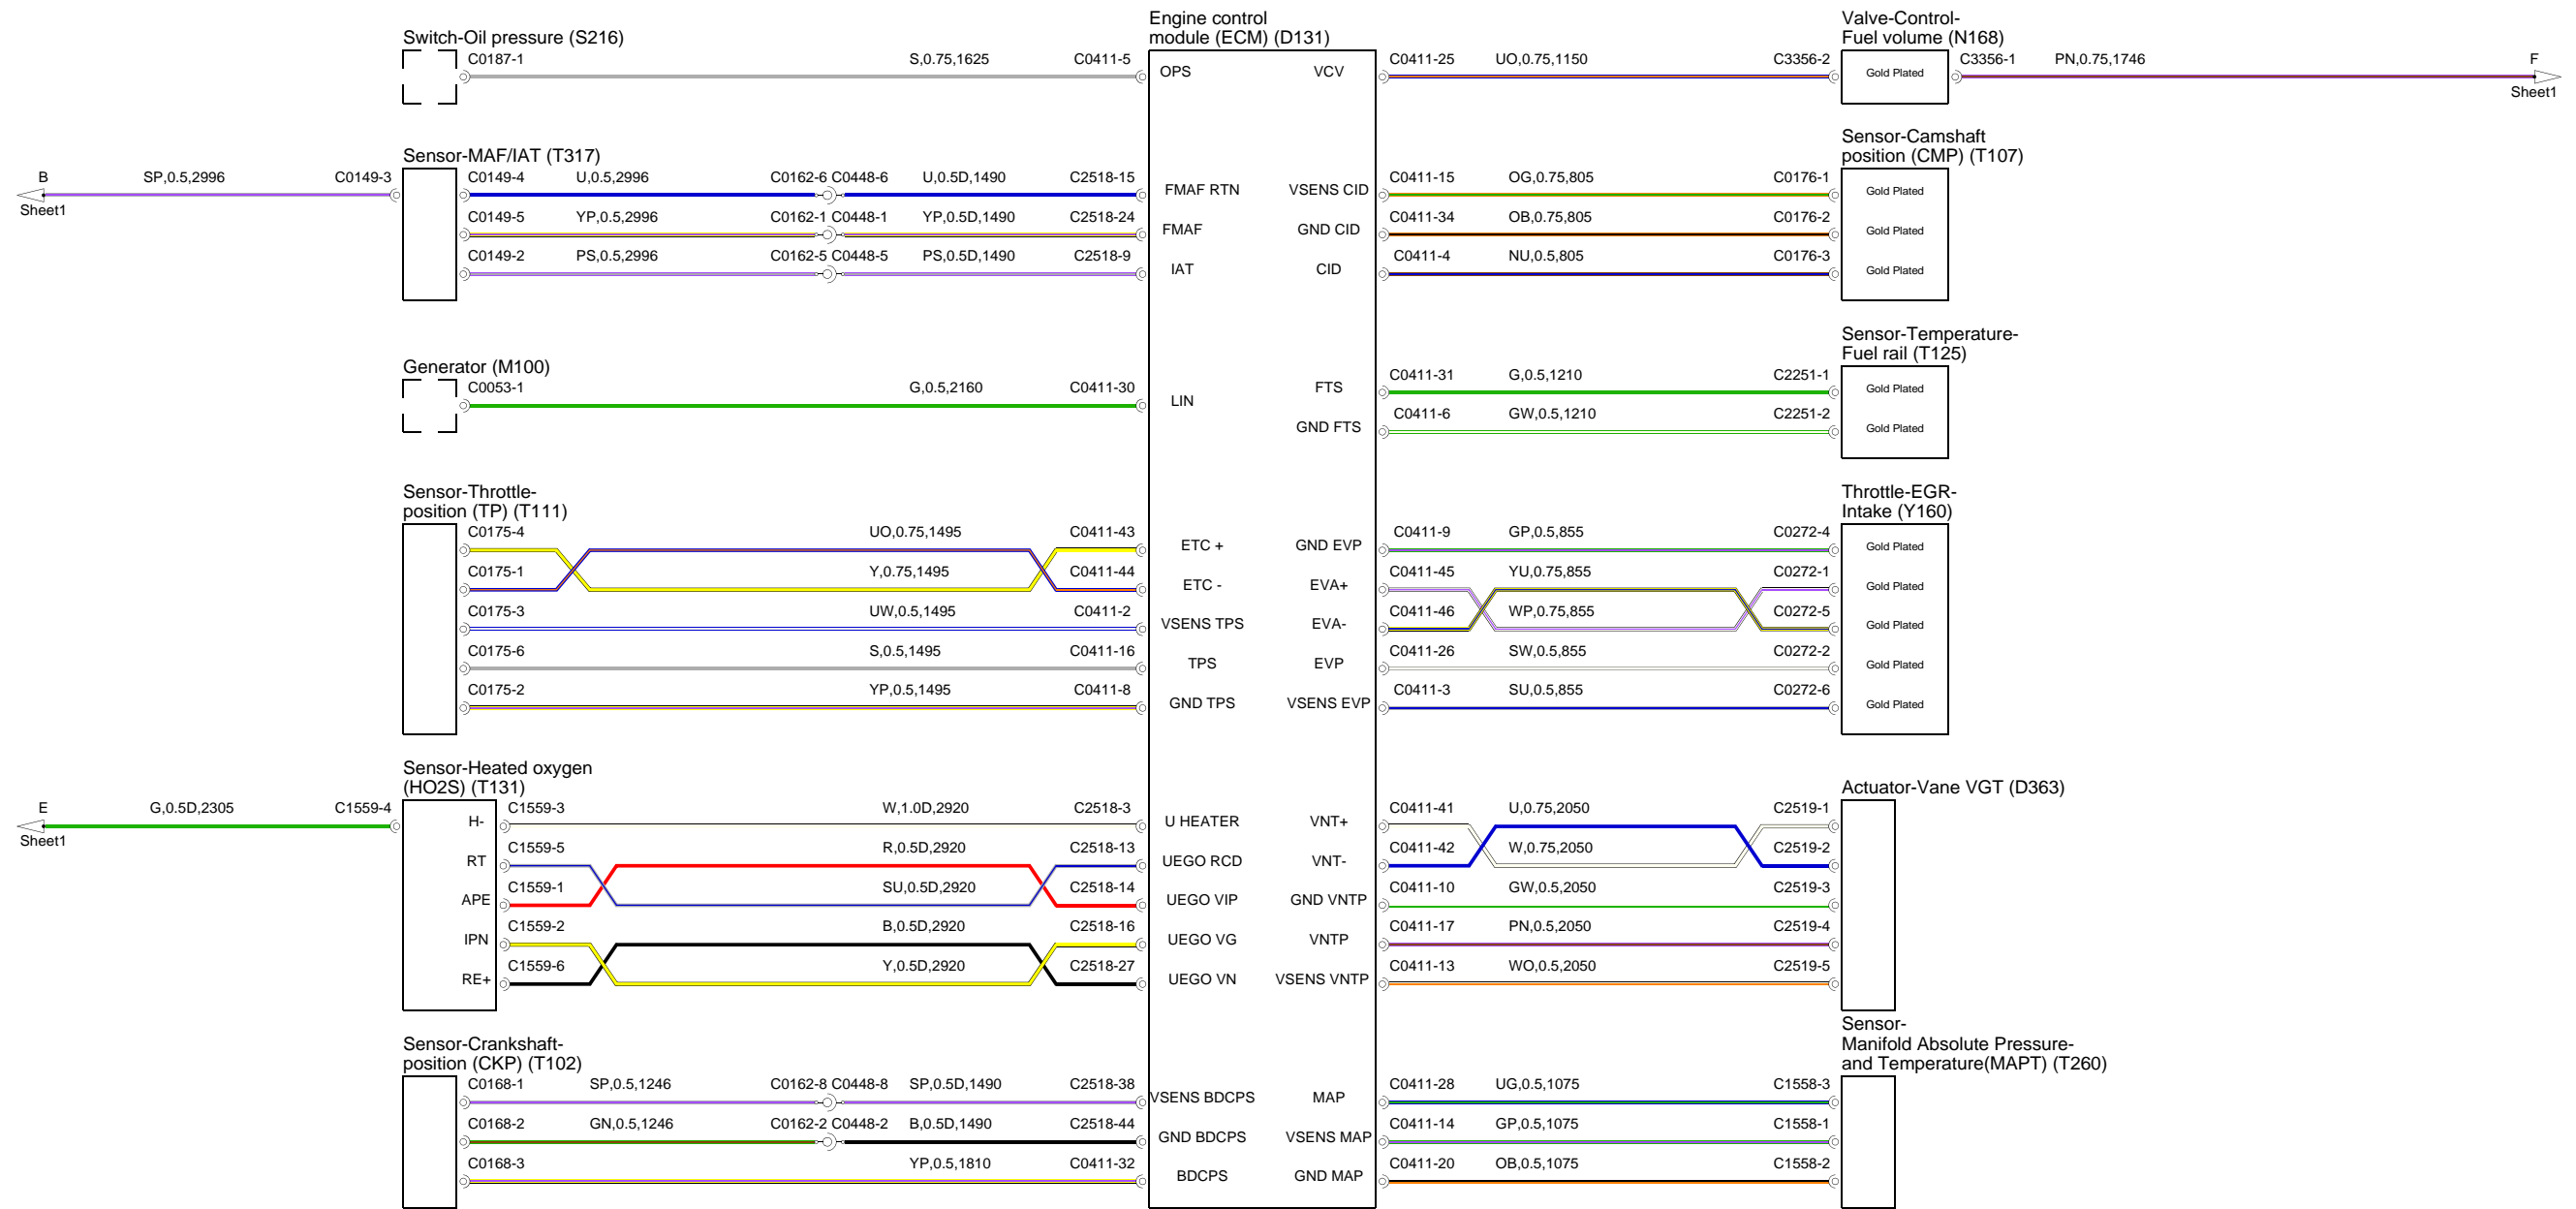 Switch-Oil pressure (S216)
C0187-1 S,0.75,1625 C0411-5
Engine control
module (ECM) (D131)
OPS VCV
C0411-25 UO,0.75,1150 C3356-2
Valve-Control-
Fuel volume (N168)
Gold Plated
C3356-1 PN,0.75,1746 F
Sheet1
Sensor-MAF/IAT (T317)
B SP,0.5,2996 C0149-3
Sheet1
C0149-4 U,0.5,2996 C0162-6 C0448-6 U,0.5D,1490 C2518-15
C0149-5 YP,0.5,2996 C0162-1 C0448-1 YP,0.5D,1490 C2518-24
C0149-2 PS,0.5,2996 C0162-5 C0448-5 PS,0.5D,1490 C2518-9
FMAF RTN VSENS CID
FMAF GND CID
IAT CID
Sensor-Camshaft
position (CMP) (T107)
C0411-15 OG,0.75,805 C0176-1 Gold Plated
C0411-34 OB,0.75,805 C0176-2 Gold Plated
C0411-4 NU,0.5,805 C0176-3 Gold Plated
Generator (M100)
C0053-1 G,0.5,2160 C0411-30
LIN FTS
GND FTS
Sensor-Temperature-
Fuel rail (T125)
C0411-31 G,0.5,1210 C2251-1 Gold Plated
C0411-6 GW,0.5,1210 C2251-2 Gold Plated
Sensor-Throttle-
position (TP) (T111)
C0175-4 UO,0.75,1495 C0411-43
C0175-1 Y,0.75,1495 C0411-44
C0175-3 UW,0.5,1495 C0411-2
C0175-6 S,0.5,1495 C0411-16
C0175-2 YP,0.5,1495 C0411-8
ETC + GND EVP
ETC - EVA+
VSENS TPS EVA-
TPS EVP
GND TPS VSENS EVP
Throttle-EGR-
Intake (Y160)
C0411-9 GP,0.5,855 C0272-4 Gold Plated
C0411-45 YU,0.75,855 C0272-1 Gold Plated
C0411-46 WP,0.75,855 C0272-5 Gold Plated
C0411-26 SW,0.5,855 C0272-2 Gold Plated
C0411-3 SU,0.5,855 C0272-6 Gold Plated
Sensor-Heated oxygen
(HO2S) (T131)
E G,0.5D,2305 C1559-4
Sheet1
H- C1559-3 W,1.0D,2920 C2518-3
RT C1559-5 R,0.5D,2920 C2518-13
APE C1559-1 SU,0.5D,2920 C2518-14
IPN C1559-2 B,0.5D,2920 C2518-16
RE+ C1559-6 Y,0.5D,2920 C2518-27
U HEATER VNT+
UEGO RCD VNT-
UEGO VIP GND VNTP
UEGO VG VNTP
UEGO VN VSENS VNTP
Actuator-Vane VGT (D363)
C0411-41 U,0.75,2050 C2519-1
C0411-42 W,0.75,2050 C2519-2
C0411-10 GW,0.5,2050 C2519-3
C0411-17 PN,0.5,2050 C2519-4
C0411-13 WO,0.5,2050 C2519-5
Sensor-Crankshaft-
position (CKP) (T102)
C0168-1 SP,0.5,1246 C0162-8 C0448-8 SP,0.5D,1490 C2518-38
C0168-2 GN,0.5,1246 C0162-2 C0448-2 B,0.5D,1490 C2518-44
C0168-3 YP,0.5,1810 C0411-32
VSENS BDCPS MAP
GND BDCPS VSENS MAP
BDCPS GND MAP
Sensor-
Manifold Absolute Pressure-
and Temperature(MAPT) (T260)
C0411-28 UG,0.5,1075 C1558-3
C0411-14 GP,0.5,1075 C1558-1
C0411-20 OB,0.5,1075 C1558-2